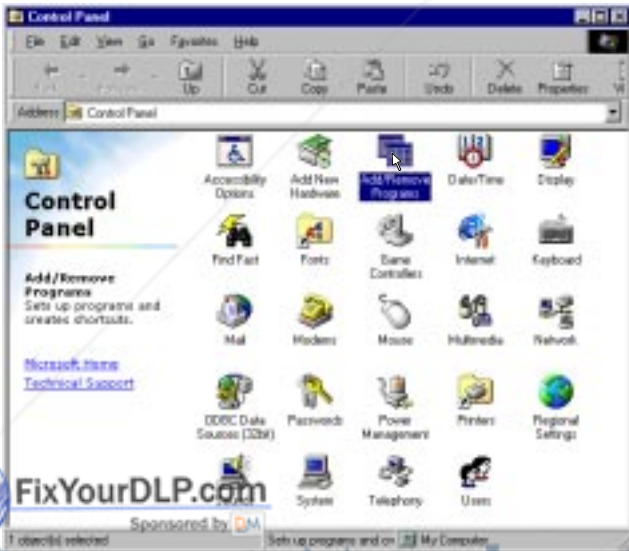 Control Panel
File Edit View Go Favorites Help
Up Cut Copy Paste Undo Delete Properties
Address Control Panel
Control Panel
Add/Remove Programs
Sets up programs and creates shortcuts.
Microsoft Home
Technical Support
Accessibility Options
Add New Hardware
Add/Remove Programs
Date/Time
Display
Find Fast
Fonts
Game Controllers
Internet
Keyboard
Mail
Modems
Mouse
Multimedia
Network
ODBC Data Sources (32bit)
Passwords
Power Management
Printers
Regional Settings
System
Telephony
Users
FixYourDLP.com
Sponsored by DM
1 object(s) selected
Sets up programs and cre
My Computer